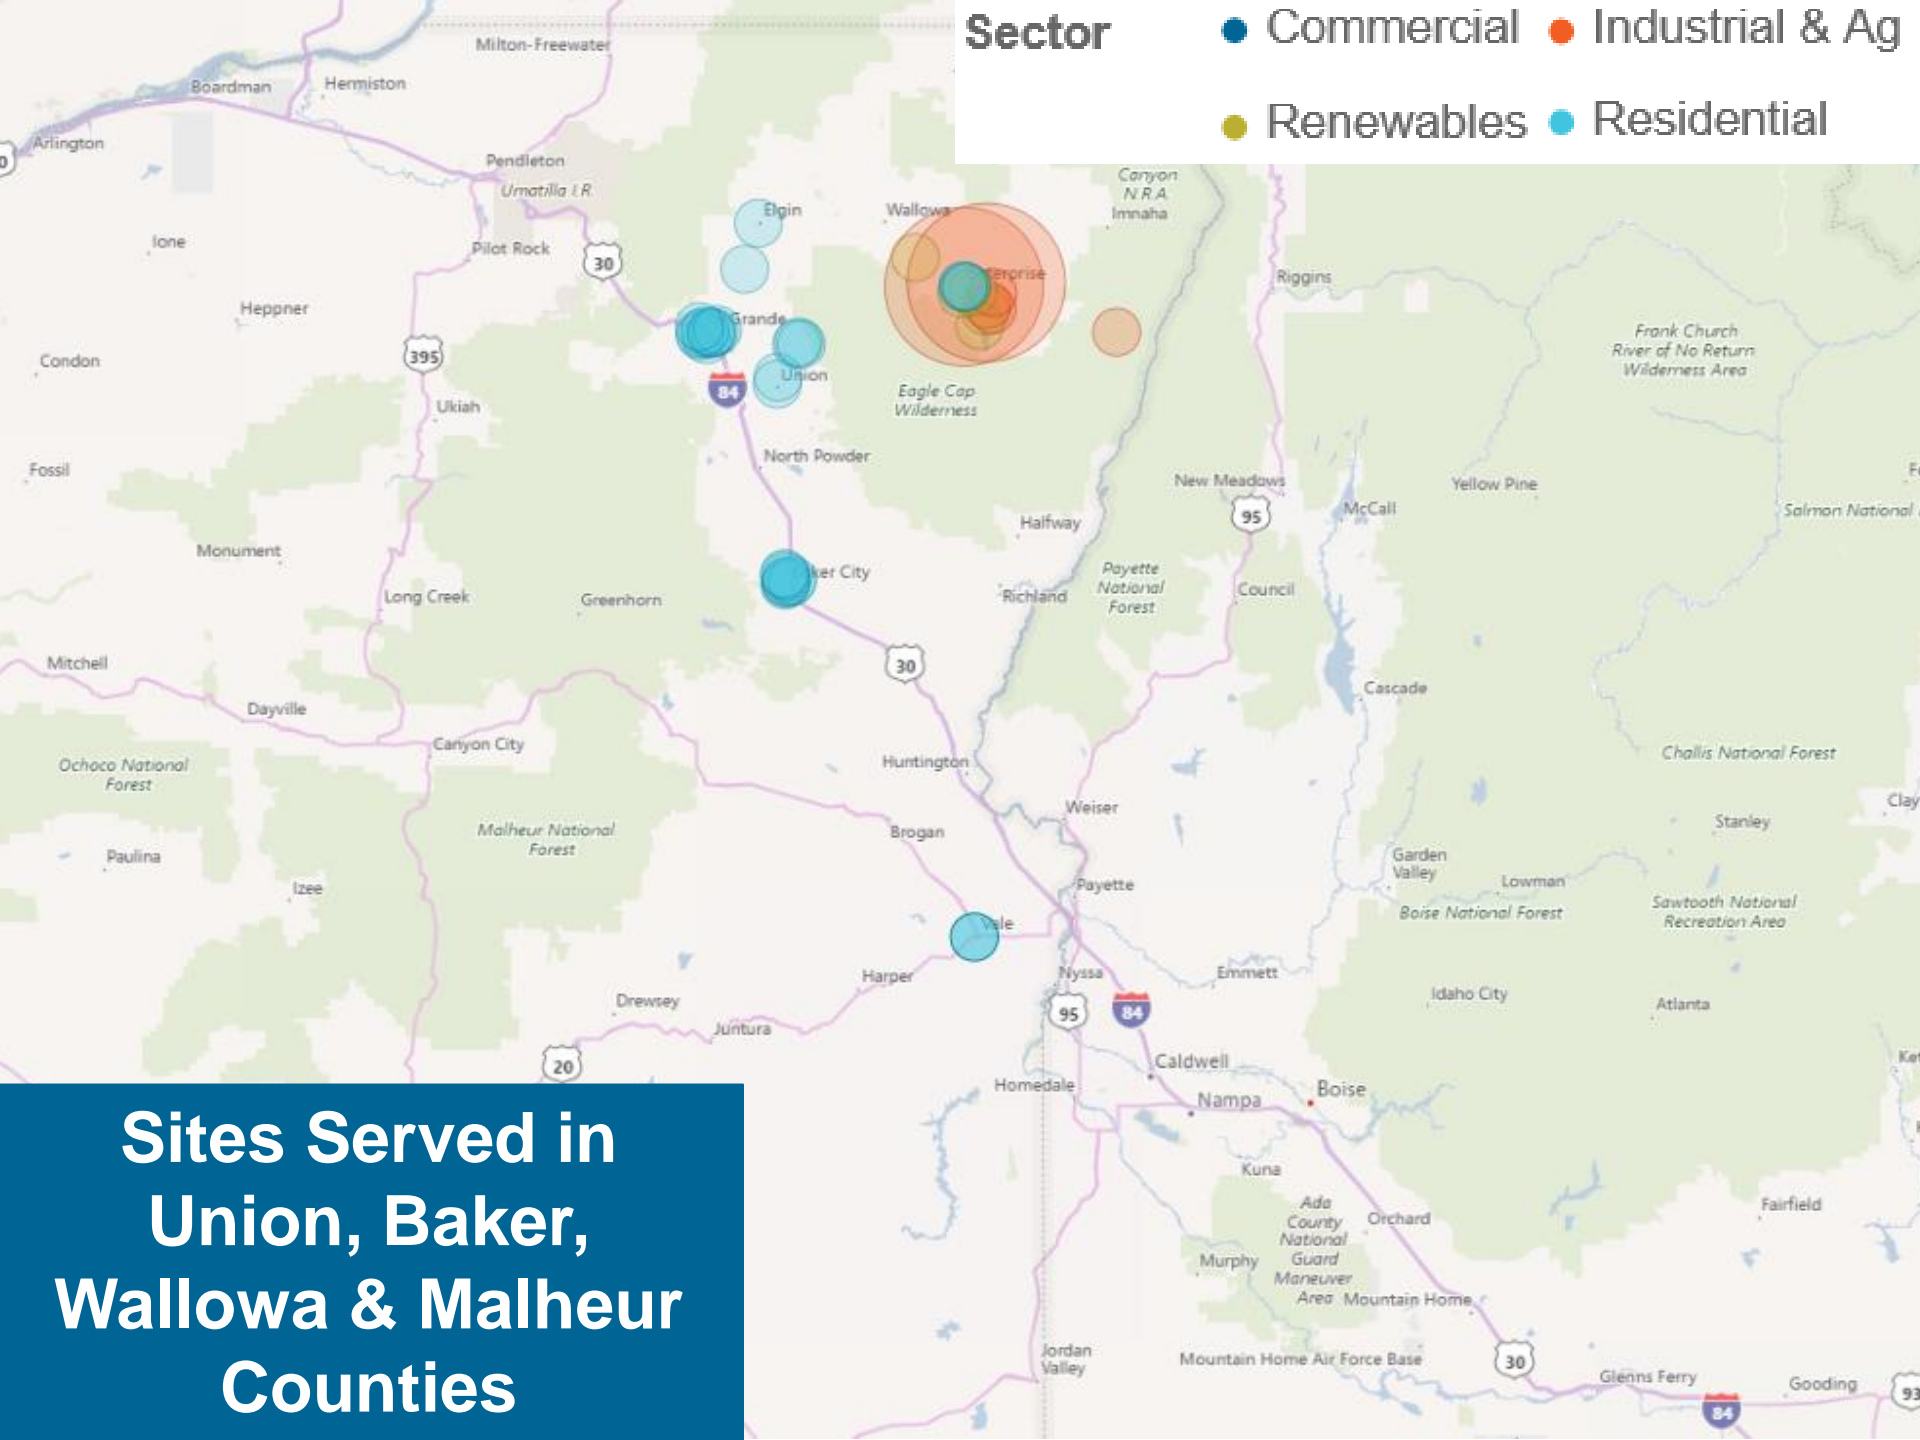 Sector
Commercial
Industrial & Ag
Renewables
Residential
Milton-Freewater
Boardman
Hermiston
Arlington
Pendleton
Umatilla I.R.
Canyon
N R A
Imnaha
Elgin
Wallowa
Ione
Pilot Rock
30
terprise
Riggins
Heppner
Grande
395
Condon
Union
84
Frank Church
River of No Return
Wilderness Area
Eagle Cap
Wilderness
Ukiah
Fossil
North Powder
New Meadows
Yellow Pine
95
McCall
Salmon National
Halfway
Monument
ker City
Payette
National
Forest
Long Creek
Greenhorn
Richland
Council
Mitchell
30
Cascade
Dayville
Canyon City
Ochoco National
Forest
Huntington
Challis National Forest
Weiser
Clay
Malheur National
Forest
Brogan
Stanley
Paulina
Izee
Garden
Valley
Payette
Lowman
Boise National Forest
Sawtooth National
Recreation Area
Vale
Harper
Nyssa
Emmett
Drewsey
Idaho City
Atlanta
95
84
Juntura
20
Caldwell
Homedale
Nampa
Boise
Ket
Kuna
Ada
County
National
Guard
Maneuver
Area
Orchard
Fairfield
Murphy
Mountain Home
Jordan
Valley
Mountain Home Air Force Base
30
Glenns Ferry
Gooding
93
84
Sites Served in
Union, Baker,
Wallowa & Malheur
Counties